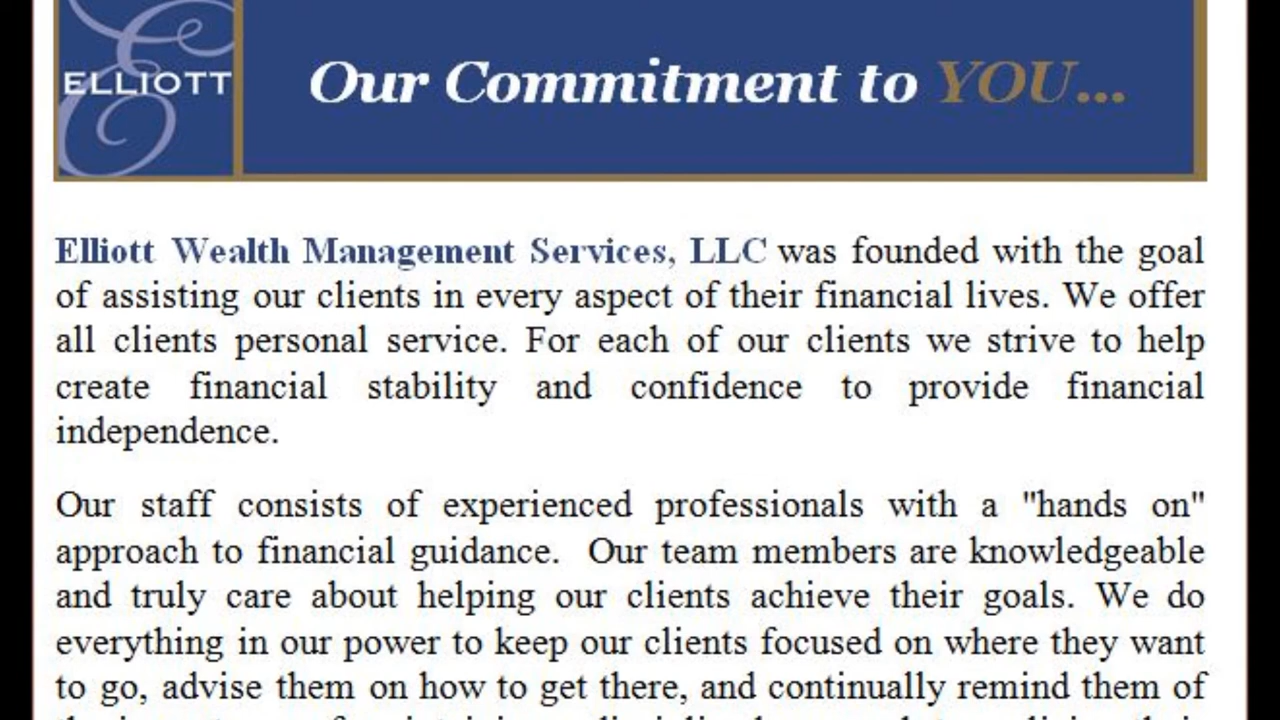 ELLIOTT
Our Commitment to YOU...
Elliott Wealth Management Services, LLC was founded with the goal
of assisting our clients in every aspect of their financial lives. We offer
all clients personal service. For each of our clients we strive to help
create financial stability and confidence to provide financial
independence.
Our staff consists of experienced professionals with a "hands on"
approach to financial guidance.  Our team members are knowledgeable
and truly care about helping our clients achieve their goals. We do
everything in our power to keep our clients focused on where they want
to go, advise them on how to get there, and continually remind them of